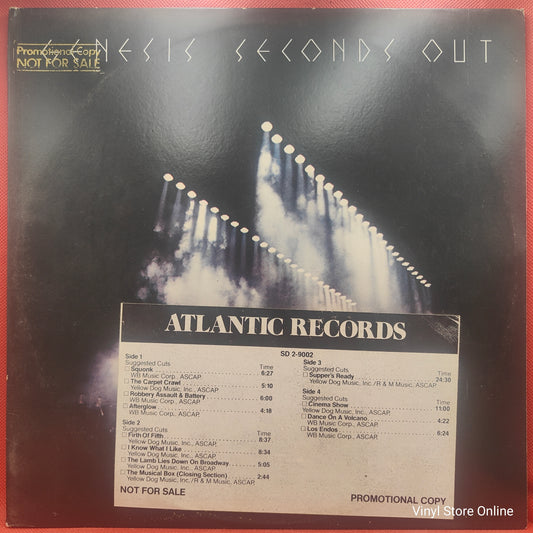 GENESIS SECONDS OUT
Promotional Copy
NOT FOR SALE
ATLANTIC RECORDS
SD 2-9002
Side 1
Suggested Cuts Time
Squonk 6:27
WB Music Corp., ASCAP
The Carpet Crawl 5:10
Yellow Dog Music, Inc., ASCAP
Robbery Assault & Battery 6:00
WB Music Corp., ASCAP
Afterglow 4:18
WB Music Corp., ASCAP
Side 2
Suggested Cuts Time
Firth Of Fifth 8:37
Yellow Dog Music, Inc., ASCAP
I Know What I Like 8:34
Yellow Dog Music, Inc., ASCAP
The Lamb Lies Down On Broadway 5:05
Yellow Dog Music, Inc., ASCAP
The Musical Box (Closing Section) 2:44
Yellow Dog Music, Inc./R & M Music, ASCAP
Side 3
Suggested Cuts Time
Supper's Ready 24:30
Yellow Dog Music, Inc./R & M Music, ASCAP
Side 4
Cinema Show 11:00
Yellow Dog Music, Inc., ASCAP
Dance On A Volcano 4:22
WB Music Corp., ASCAP
Los Endos 6:24
WB Music Corp., ASCAP
NOT FOR SALE
PROMOTIONAL COPY
Vinyl Store Online